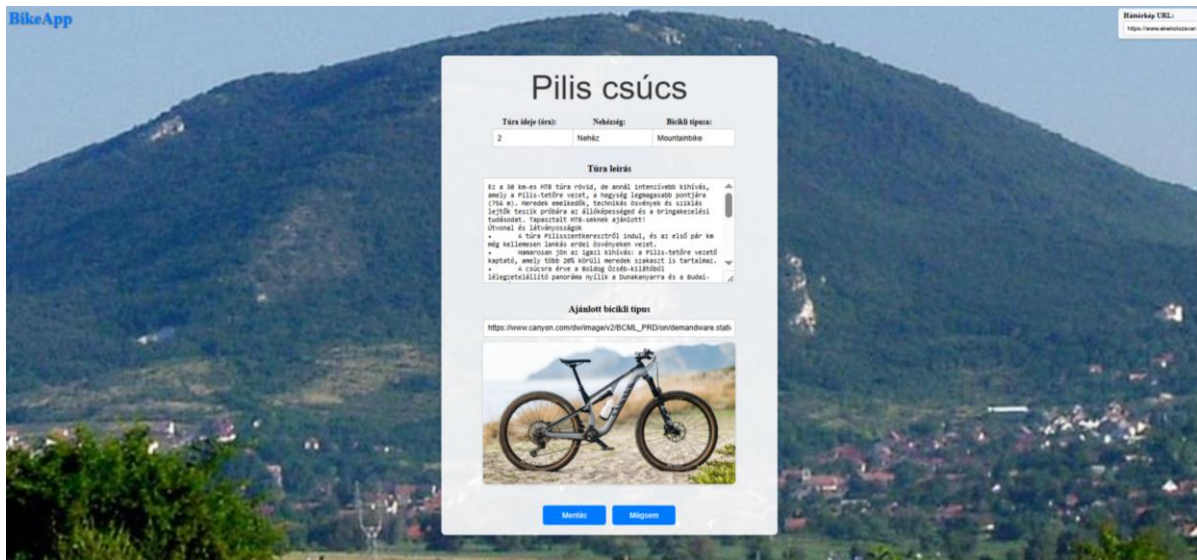 BikeApp
Háttérkép URL:
https://www.elekolozsvar
Pilis csúcs
Túra ideje (óra): Nehézség: Bicikli típusa:
2 Nehéz Mountainbike
Túra leírás
Ez a 30 km-es MTB túra rövid, de annál intenzívebb kihívás,
amely a Pilis-tetőre vezet, a hegység legmagasabb pontjára
(756 m). Meredek emelkedők, technikás ösvények és sziklás
lejtők teszik próbára az állóképességed és a bringakezelési
tudásodat. Tapasztalt MTB-seknek ajánlott!
Útvonal és látványosságok
• A túra Pilisszentkeresztről indul, és az első pár km
még kellemesen lankás erdei ösvényeken vezet.
• Hamarosan jön az igazi kihívás: a Pilis-tetőre vezető
kaptató, amely több 20% körüli meredek szakaszt is tartalmaz.
• A csúcsra érve a Boldog Özséb-kilátóból
lélegzetelállító panoráma nyílik a Dunakanyarra és a Budai-
Ajánlott bicikli típus
https://www.canyon.com/dw/image/v2/BCML_PRD/on/demandware.stati
Mentés Mégsem